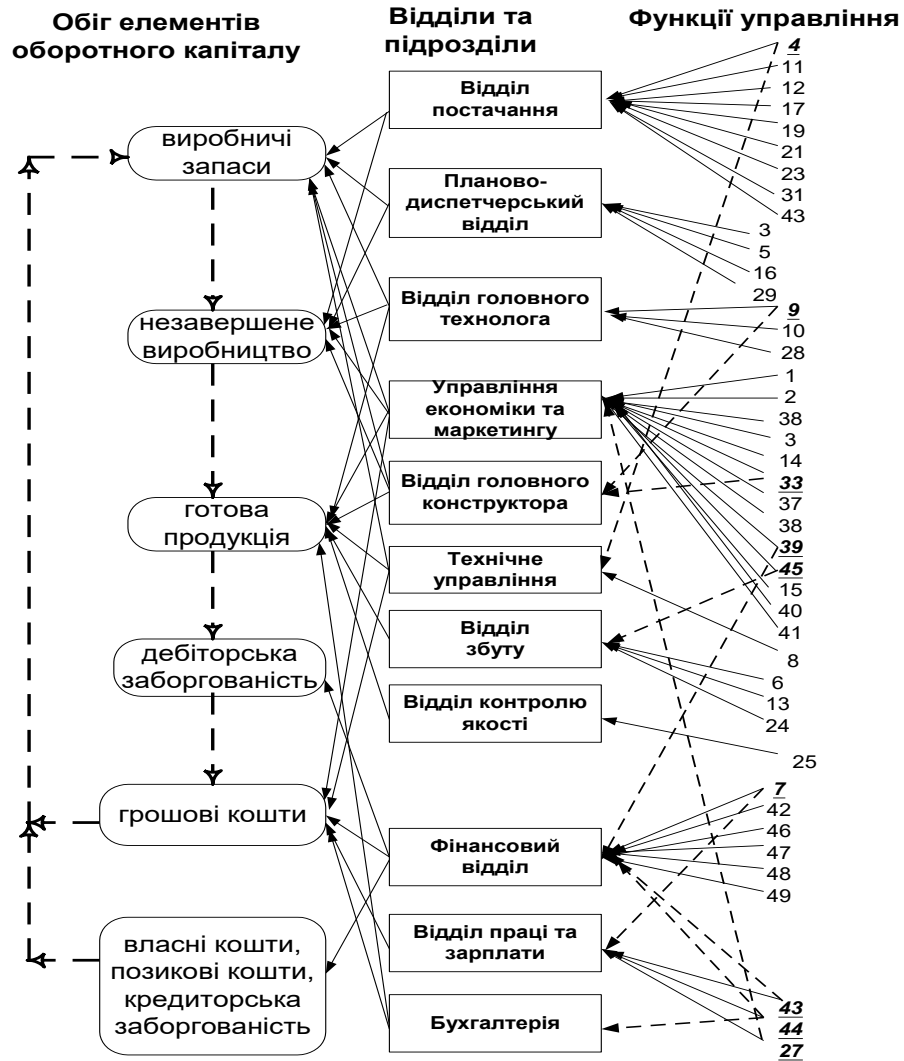 Обіг елементів
оборотного капіталу
виробничі
запаси
незавершене
виробництво
готова
продукція
дебіторська
заборгованість
грошові кошти
власні кошти,
позикові кошти,
кредиторська
заборгованість
Відділи та
підрозділи
Відділ
постачання
Планово-
диспетчерський
відділ
Відділ головного
технолога
Управління
економіки та
маркетингу
Відділ головного
конструктора
Технічне
управління
Відділ
збуту
Відділ контролю
якості
Фінансовий
відділ
Відділ праці та
зарплати
Бухгалтерія
Функції управління
4
11
12
17
19
21
23
31
43
3
5
16
29
9
10
28
1
2
38
3
14
33
37
38
39
45
15
40
41
8
6
13
24
25
7
42
46
47
48
49
43
44
27